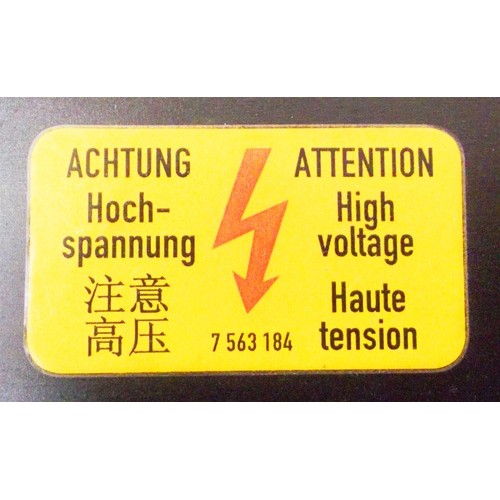 ACHTUNG
Hoch-
spannung
注意
高压
7 563 184
ATTENTION
High
voltage
Haute
tension